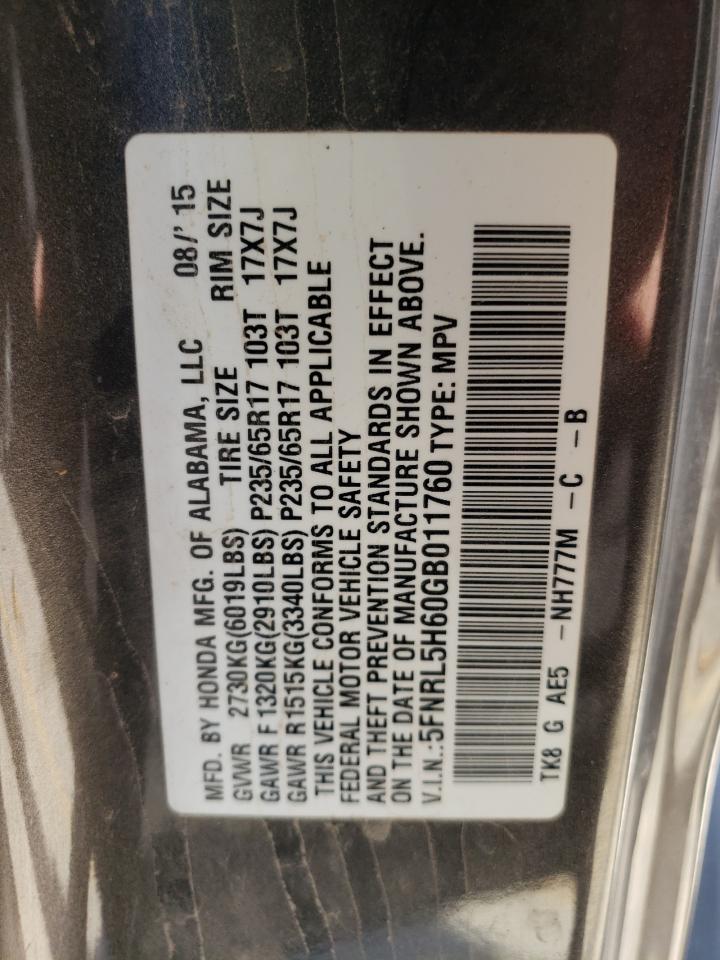 MFD. BY HONDA MFG. OF ALABAMA, LLC 08/' 15
GVWR 2730KG(6019LBS) TIRE SIZE RIM SIZE
GAWR F 1320KG(2910LBS) P235/65R17 103T 17X7J
GAWR R1515KG(3340LBS) P235/65R17 103T 17X7J
THIS VEHICLE CONFORMS TO ALL APPLICABLE
FEDERAL MOTOR VEHICLE SAFETY
AND THEFT PREVENTION STANDARDS IN EFFECT
ON THE DATE OF MANUFACTURE SHOWN ABOVE.
V.I.N.:5FNRL5H60GB011760 TYPE: MPV
TK8 G AE5 -NH777M -C -B